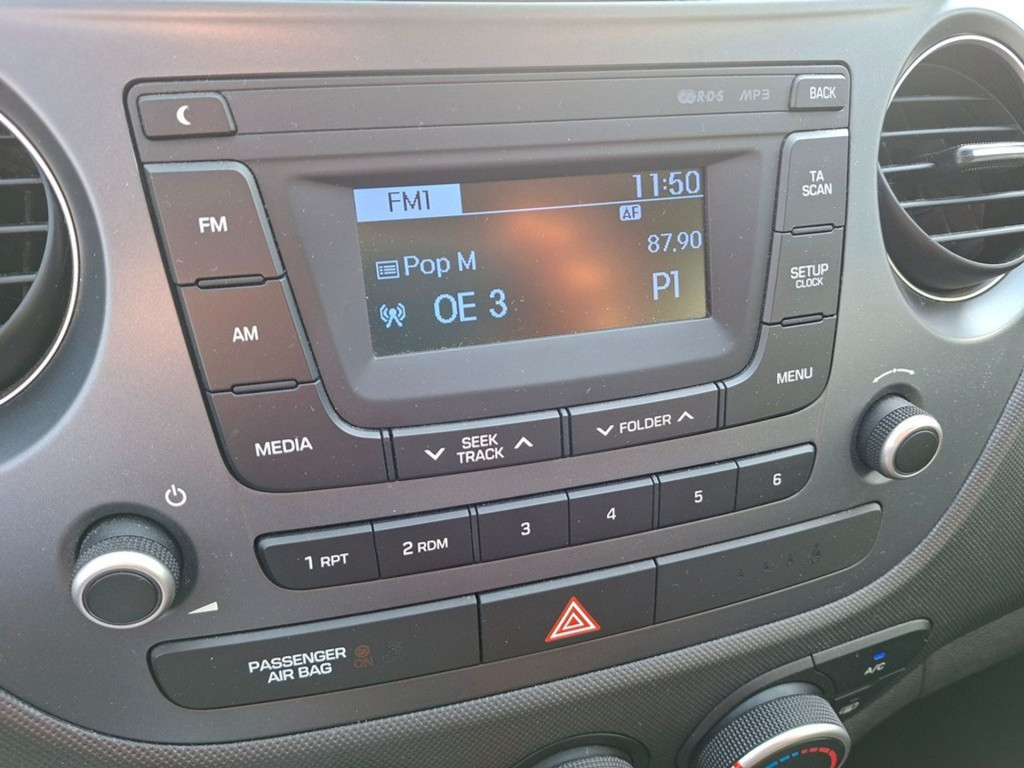 R·D·S MP3 BACK
FM1 11:50
AF
87.90
Pop M
OE 3 P1
FM
AM
MEDIA
TA
SCAN
SETUP
CLOCK
MENU
SEEK
TRACK
FOLDER
1 RPT
2 RDM
3
4
5
6
PASSENGER
AIR BAG
ON
A/C